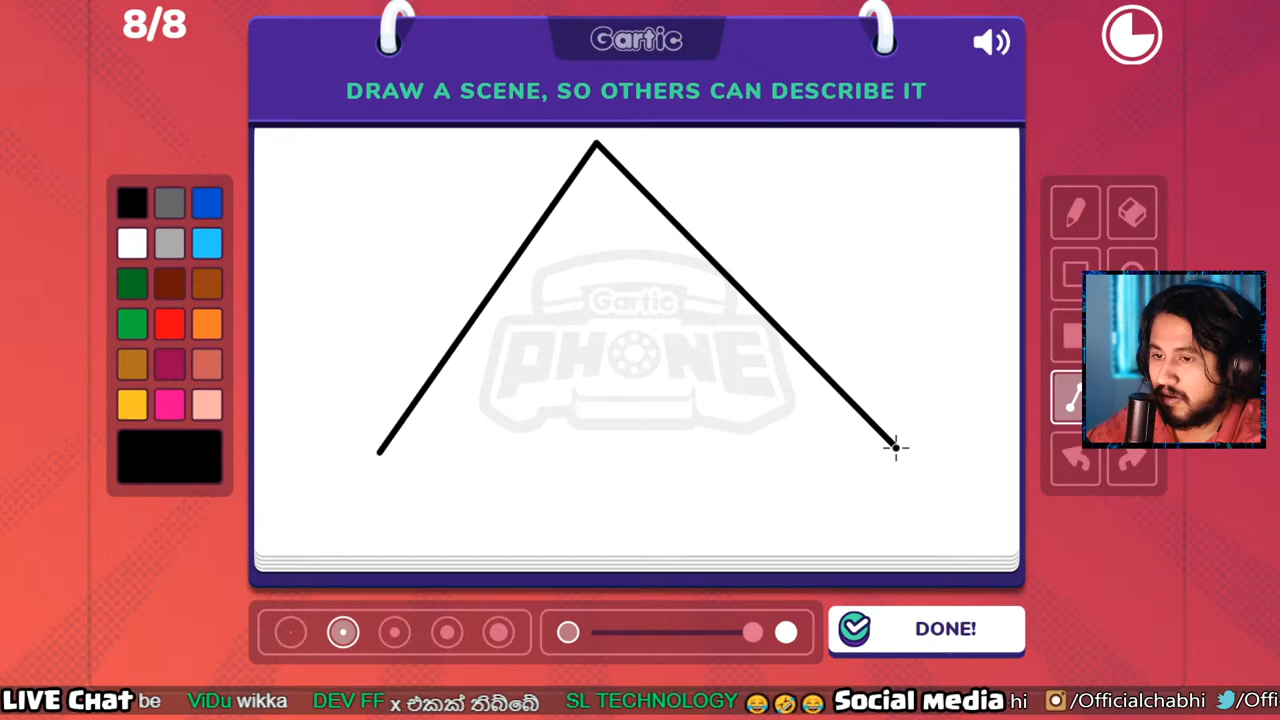 8/8
Gartic
DRAW A SCENE, SO OTHERS CAN DESCRIBE IT
Gartic
PHONE
DONE!
LIVE Chat be ViDu wikka DEV FF x එකක් තිබ්බේ SL TECHNOLOGY 😂🤣😂 Social media hi /Officialchabhi /Offi